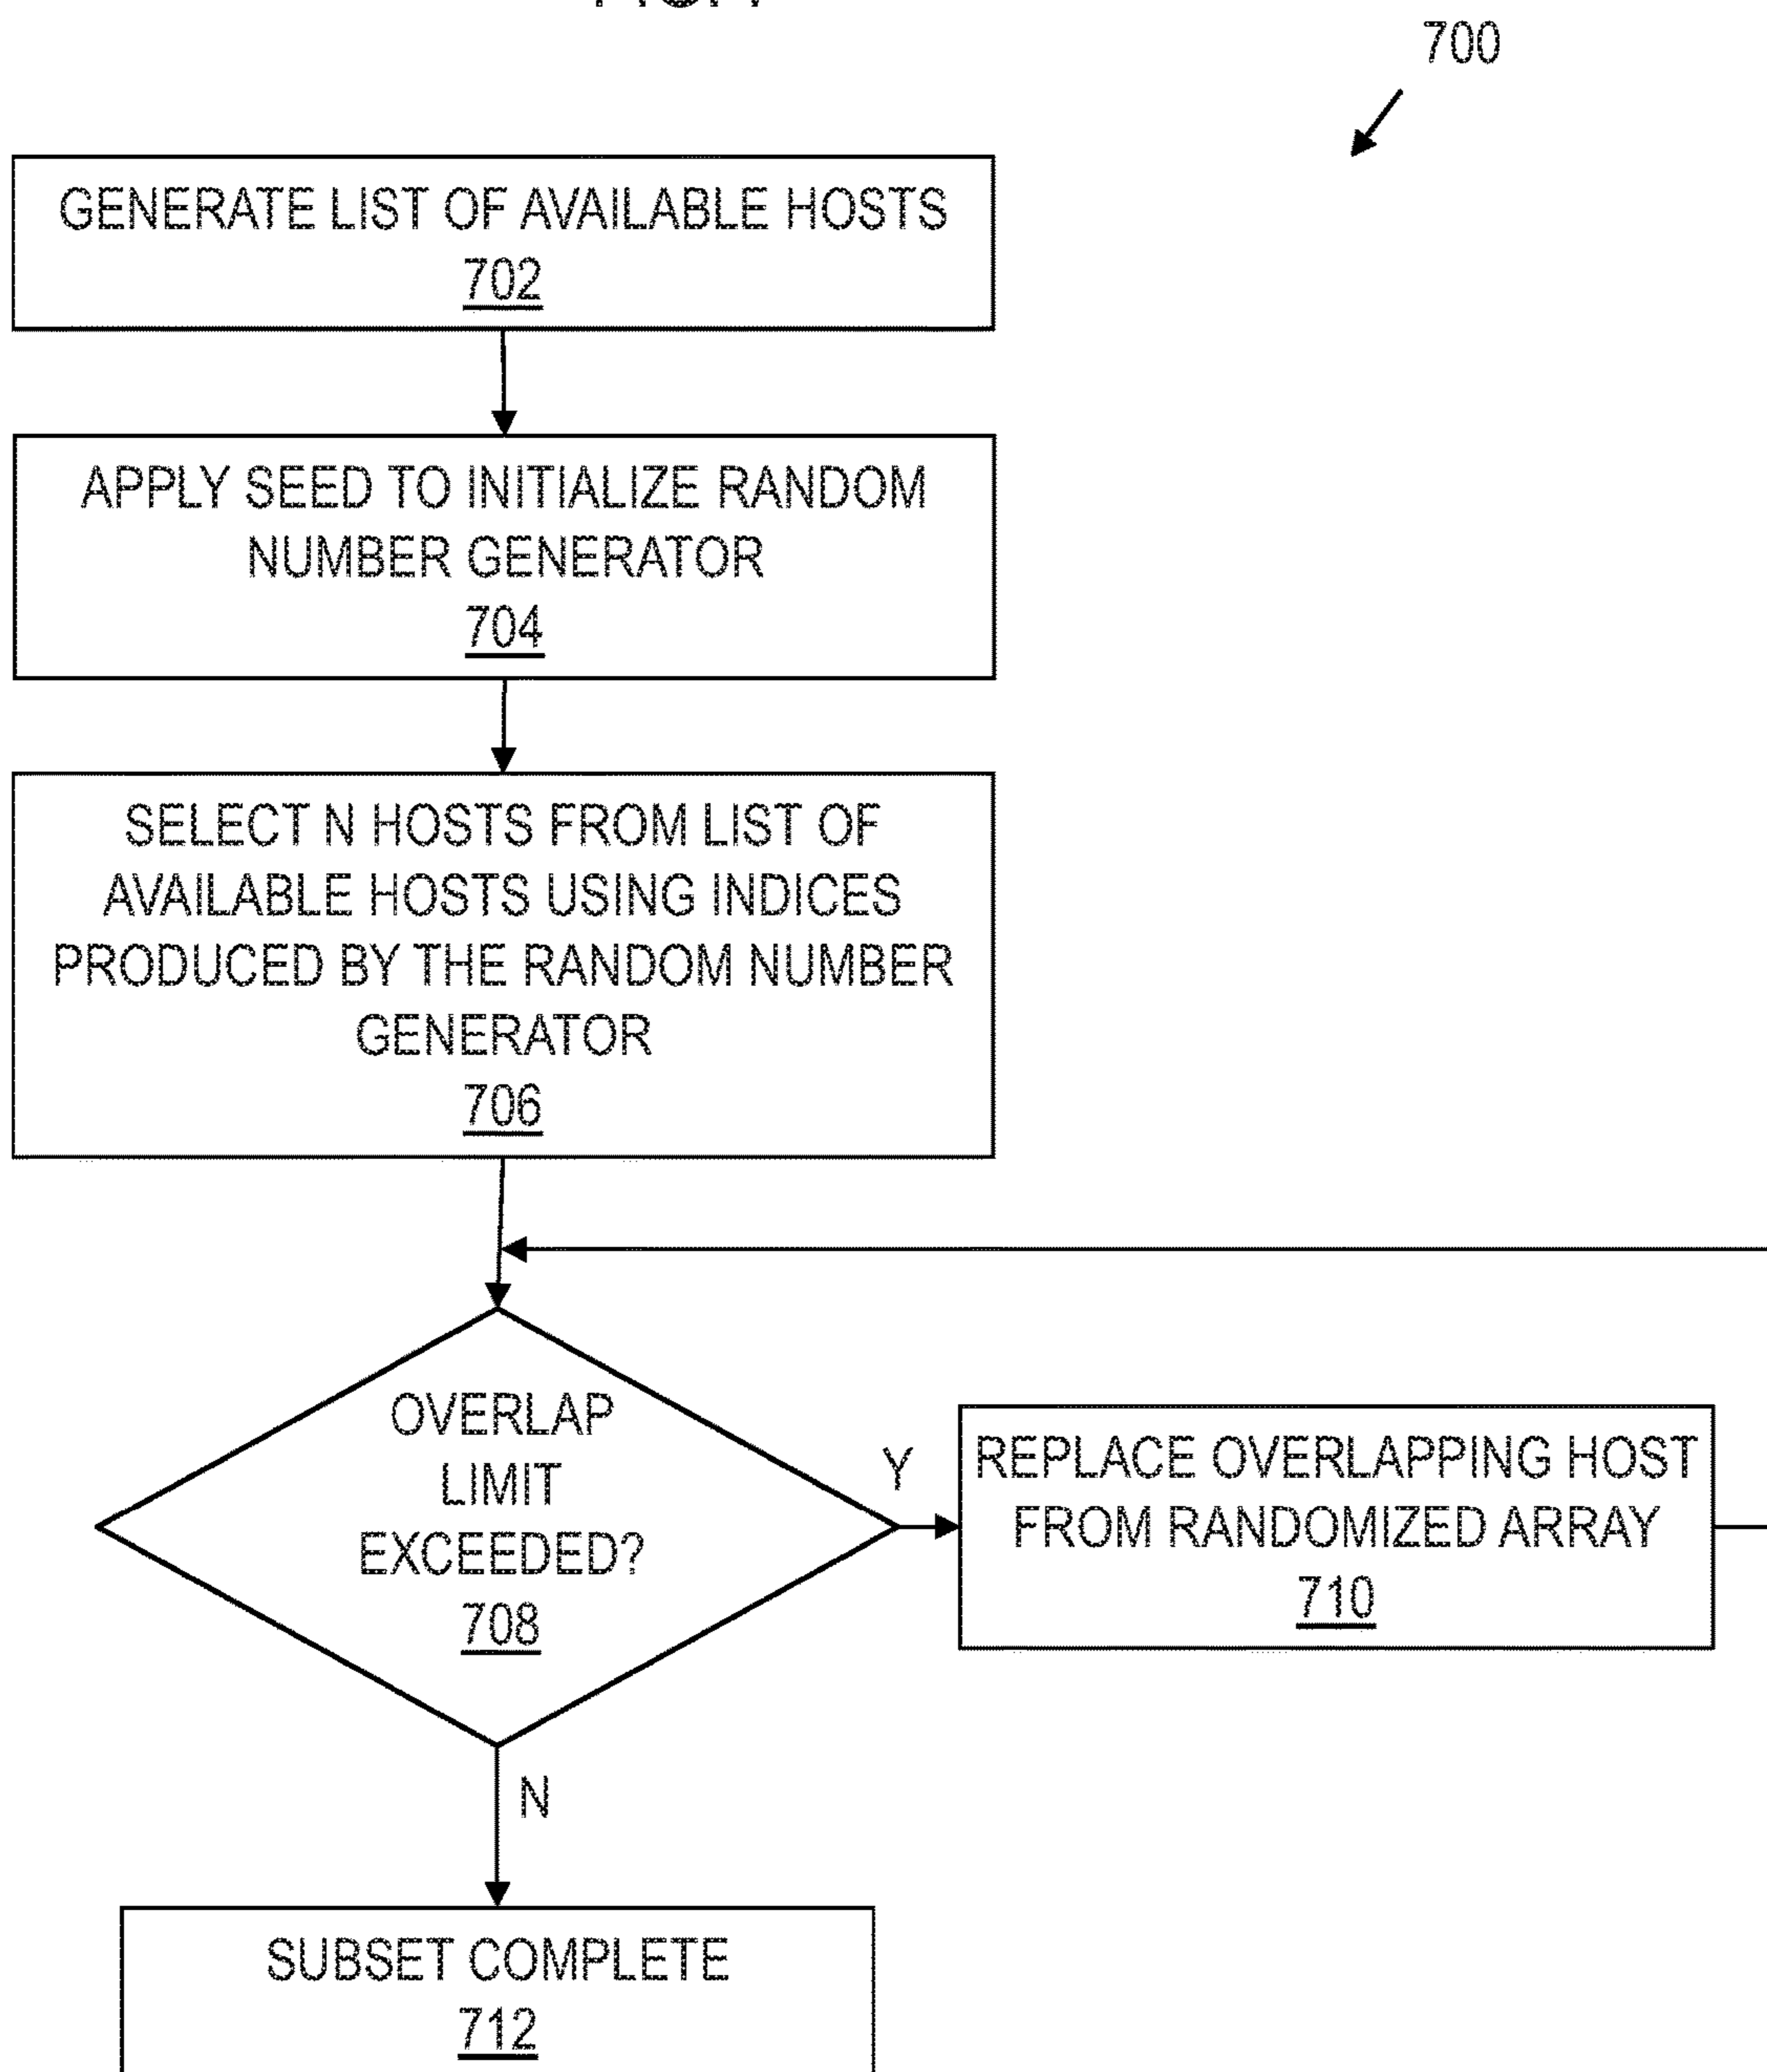 700
GENERATE LIST OF AVAILABLE HOSTS
702
APPLY SEED TO INITIALIZE RANDOM
NUMBER GENERATOR
704
SELECT N HOSTS FROM LIST OF
AVAILABLE HOSTS USING INDICES
PRODUCED BY THE RANDOM NUMBER
GENERATOR
706
OVERLAP
LIMIT
EXCEEDED?
708
Y
REPLACE OVERLAPPING HOST
FROM RANDOMIZED ARRAY
710
N
SUBSET COMPLETE
712